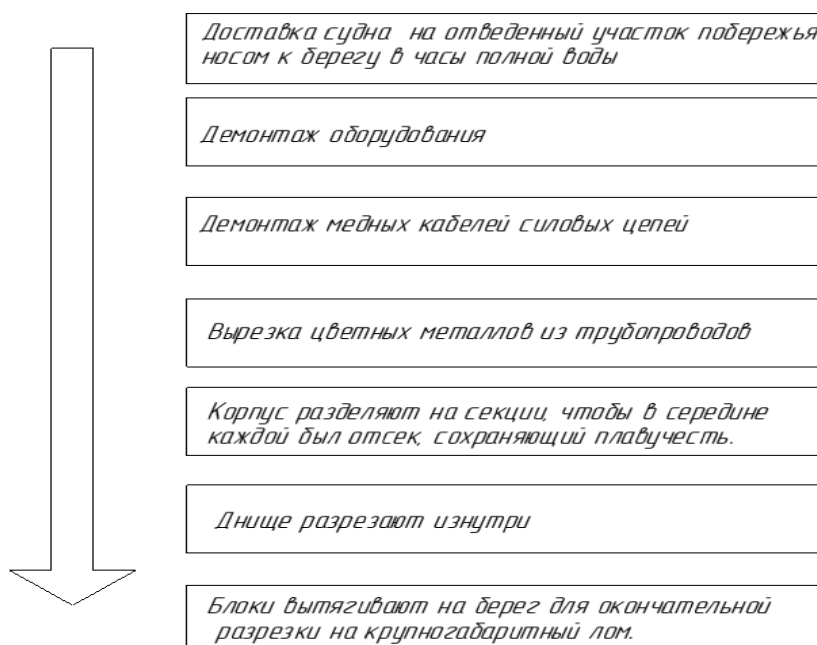 Доставка судна на отведенный участок побережья
носом к берегу в часы полной воды
Демонтаж оборудования
Демонтаж медных кабелей силовых цепей
Вырезка цветных металлов из трубопроводов
Корпус разделяют на секции, чтобы в середине
каждой был отсек, сохраняющий плавучесть.
Днище разрезают изнутри
Блоки вытягивают на берег для окончательной
разрезки на крупногабаритный лом.